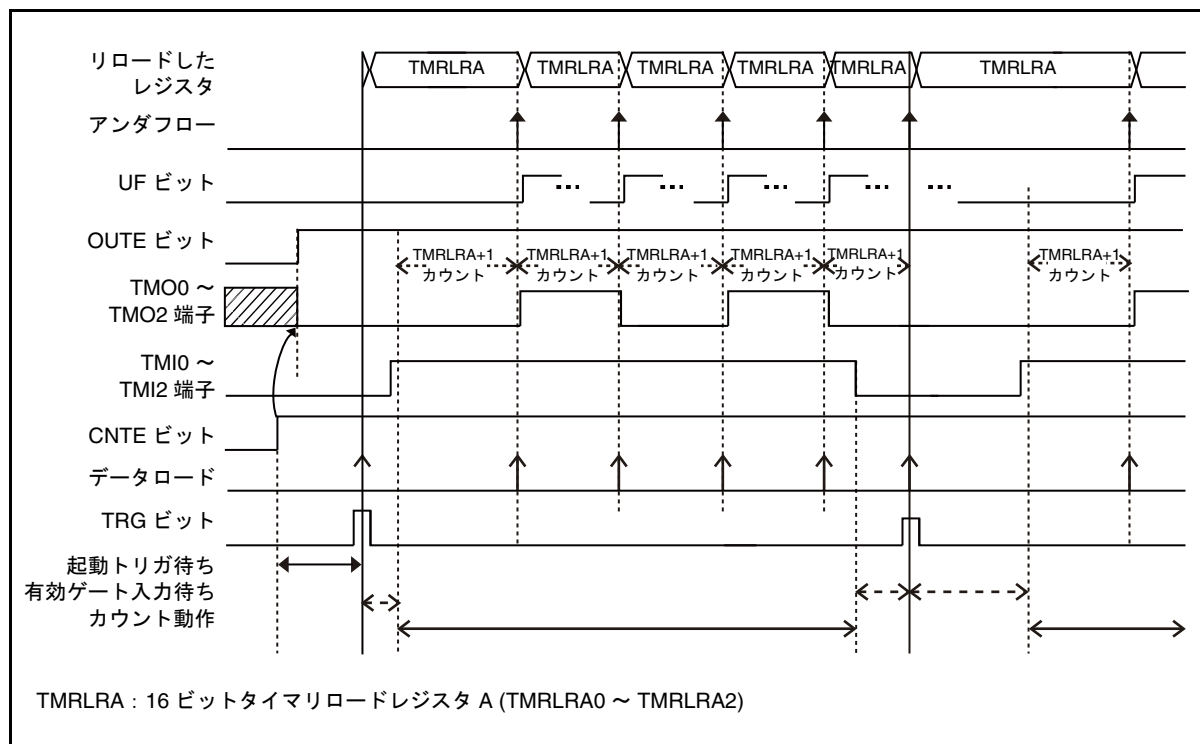 リロードした
レジスタ
TMRLRA TMRLRA TMRLRA TMRLRA TMRLRA TMRLRA
アンダフロー
UF ビット
OUTE ビット
TMRLRA+1 TMRLRA+1 TMRLRA+1 TMRLRA+1 TMRLRA+1 TMRLRA+1
カウント カウント カウント カウント カウント カウント
TMO0 ～
TMO2 端子
TMI0 ～
TMI2 端子
CNTE ビット
データロード
TRG ビット
起動トリガ待ち
有効ゲート入力待ち
カウント動作
TMRLRA : 16 ビットタイマリロードレジスタ A (TMRLRA0 ～ TMRLRA2)